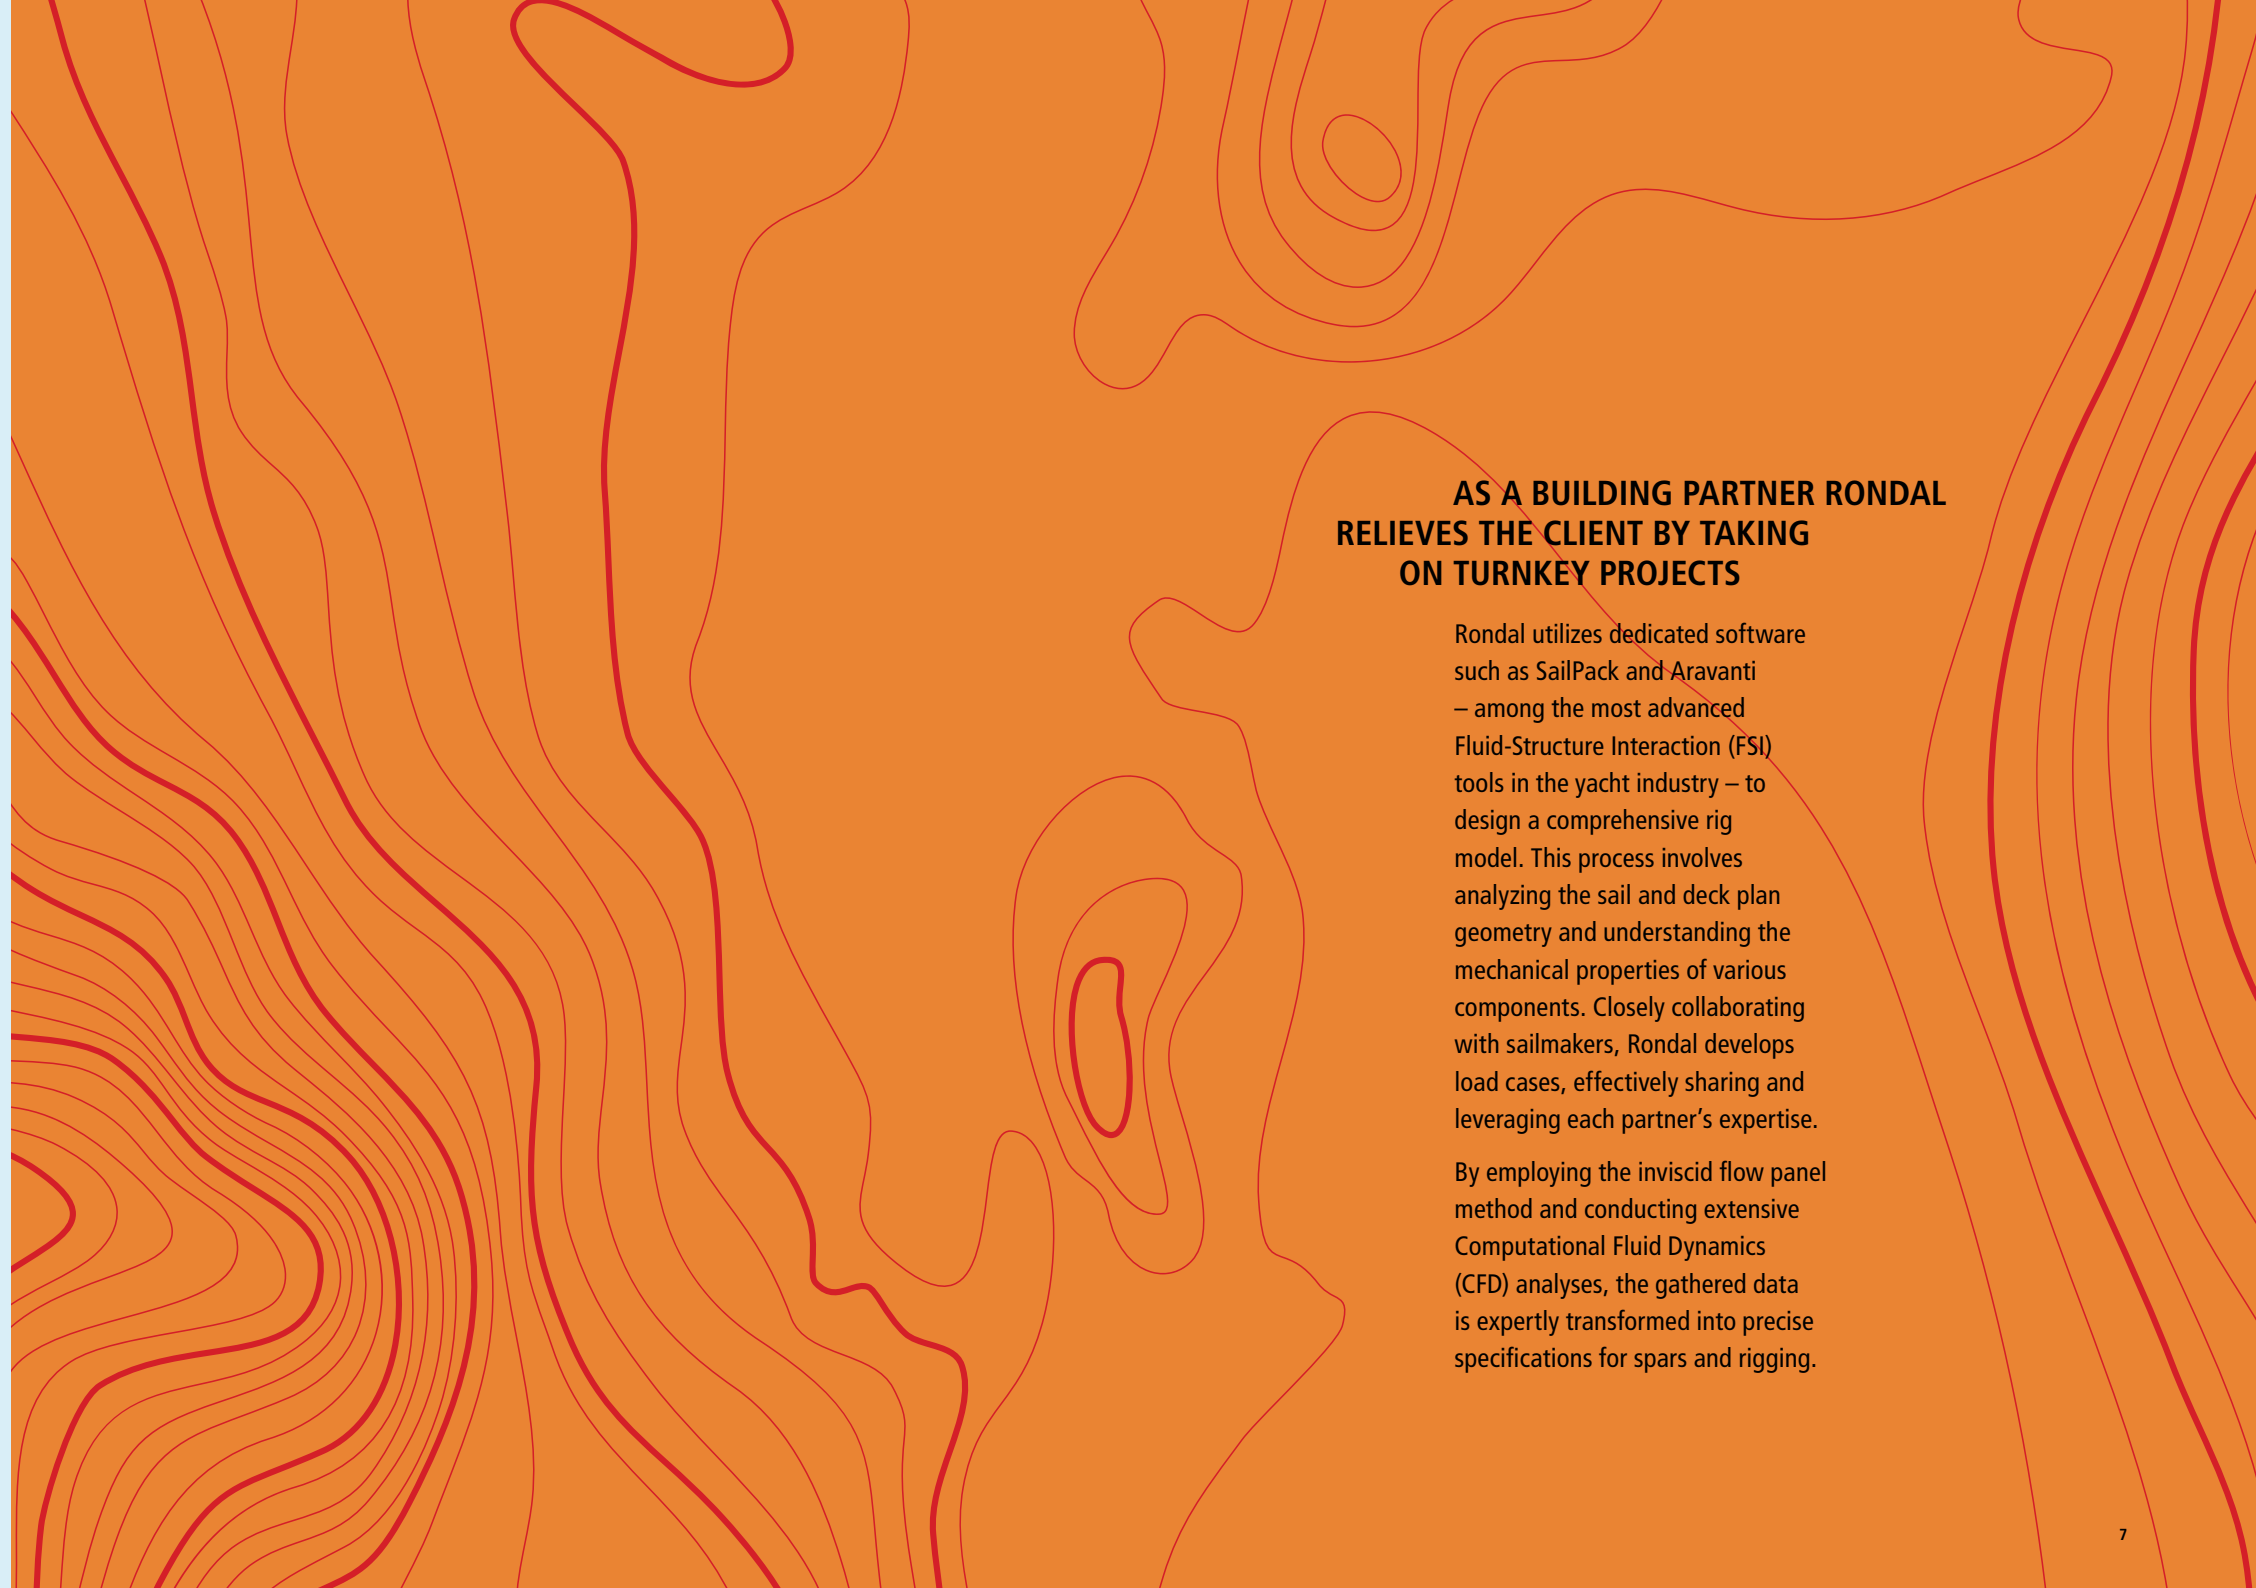 AS A BUILDING PARTNER RONDAL
RELIEVES THE CLIENT BY TAKING
ON TURNKEY PROJECTS
Rondal utilizes dedicated software
such as SailPack and Aravanti
– among the most advanced
Fluid-Structure Interaction (FSI)
tools in the yacht industry – to
design a comprehensive rig
model. This process involves
analyzing the sail and deck plan
geometry and understanding the
mechanical properties of various
components. Closely collaborating
with sailmakers, Rondal develops
load cases, effectively sharing and
leveraging each partner’s expertise.
By employing the inviscid flow panel
method and conducting extensive
Computational Fluid Dynamics
(CFD) analyses, the gathered data
is expertly transformed into precise
specifications for spars and rigging.
7